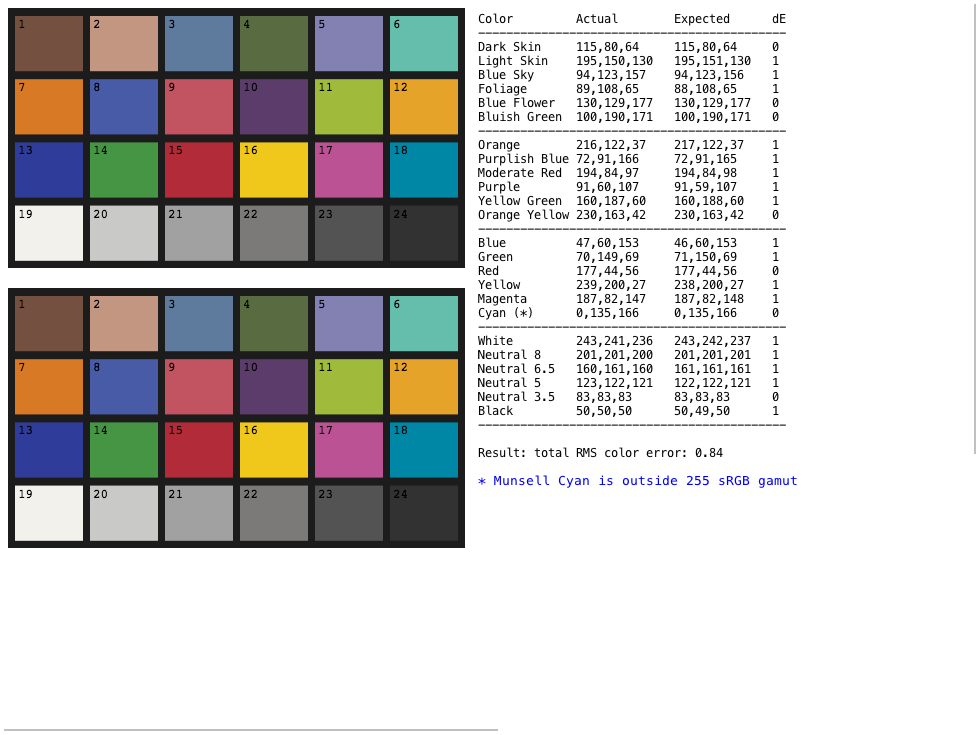 1 2 3 4 5 6
7 8 9 10 11 12
13 14 15 16 17 18
19 20 21 22 23 24
1 2 3 4 5 6
7 8 9 10 11 12
13 14 15 16 17 18
19 20 21 22 23 24
Color Actual Expected dE
Dark Skin 115,80,64 115,80,64 0
Light Skin 195,150,130 195,151,130 1
Blue Sky 94,123,157 94,123,156 1
Foliage 89,108,65 88,108,65 1
Blue Flower 130,129,177 130,129,177 0
Bluish Green 100,190,171 100,190,171 0
Orange 216,122,37 217,122,37 1
Purplish Blue 72,91,166 72,91,165 1
Moderate Red 194,84,97 194,84,98 1
Purple 91,60,107 91,59,107 1
Yellow Green 160,187,60 160,188,60 1
Orange Yellow 230,163,42 230,163,42 0
Blue 47,60,153 46,60,153 1
Green 70,149,69 71,150,69 1
Red 177,44,56 177,44,56 0
Yellow 239,200,27 238,200,27 1
Magenta 187,82,147 187,82,148 1
Cyan (*) 0,135,166 0,135,166 0
White 243,241,236 243,242,237 1
Neutral 8 201,201,200 201,201,201 1
Neutral 6.5 160,161,160 161,161,161 1
Neutral 5 123,122,121 122,122,121 1
Neutral 3.5 83,83,83 83,83,83 0
Black 50,50,50 50,49,50 1
Result: total RMS color error: 0.84
* Munsell Cyan is outside 255 sRGB gamut